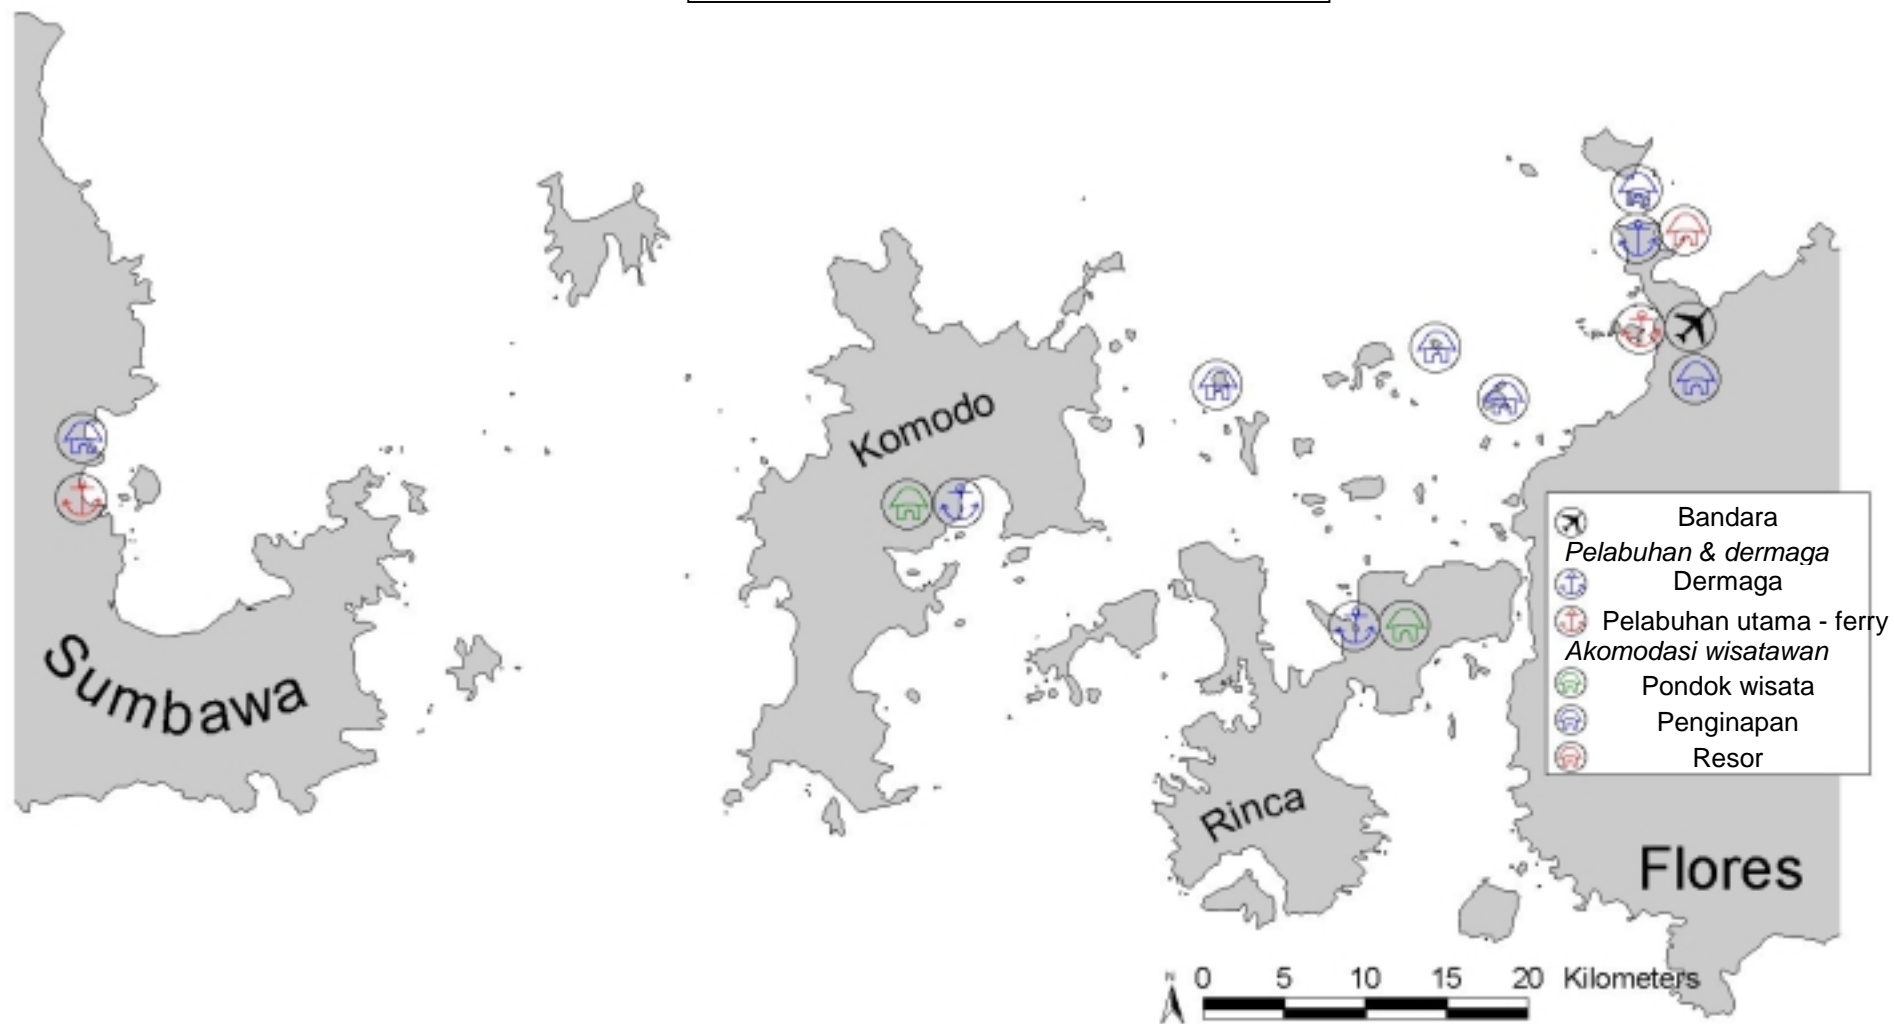 Komodo
Sumbawa
Rinca
Flores
Bandara
Pelabuhan & dermaga
Dermaga
Pelabuhan utama - ferry
Akomodasi wisatawan
Pondok wisata
Penginapan
Resor
N
0 5 10 15 20 Kilometers